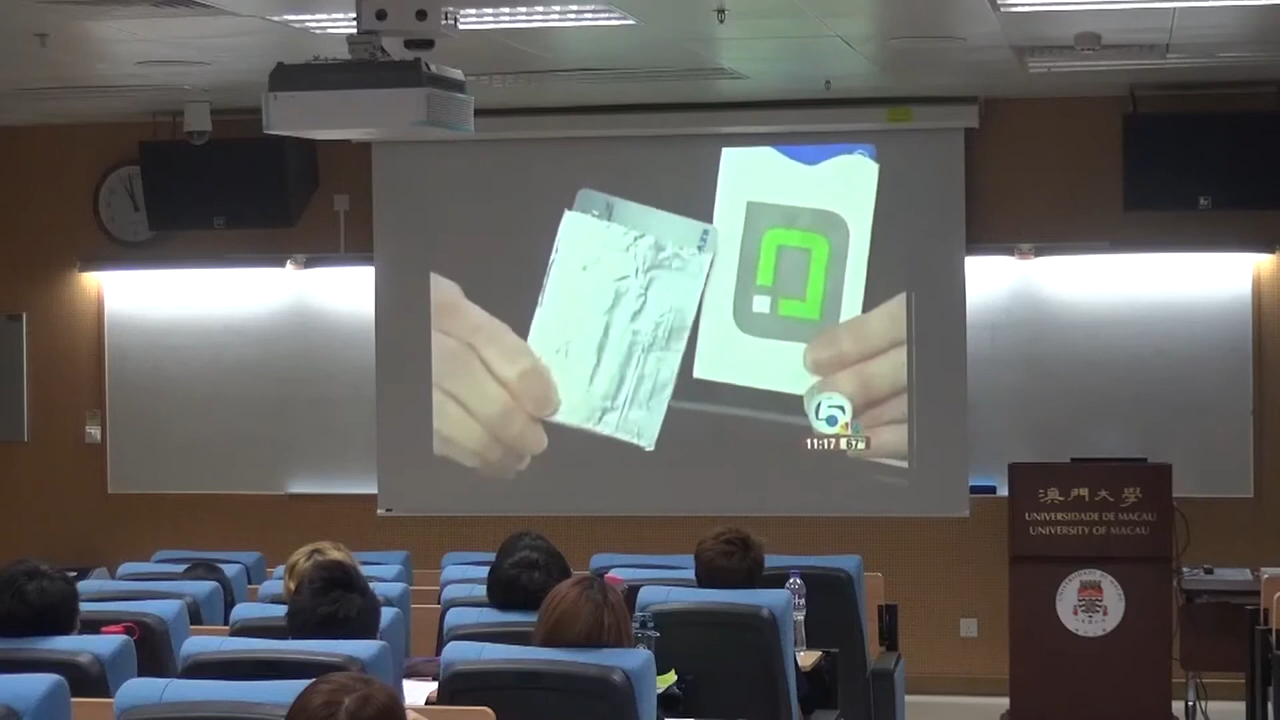 5
11:17 67°
澳門大學
UNIVERSIDADE DE MACAU
UNIVERSITY OF MACAU